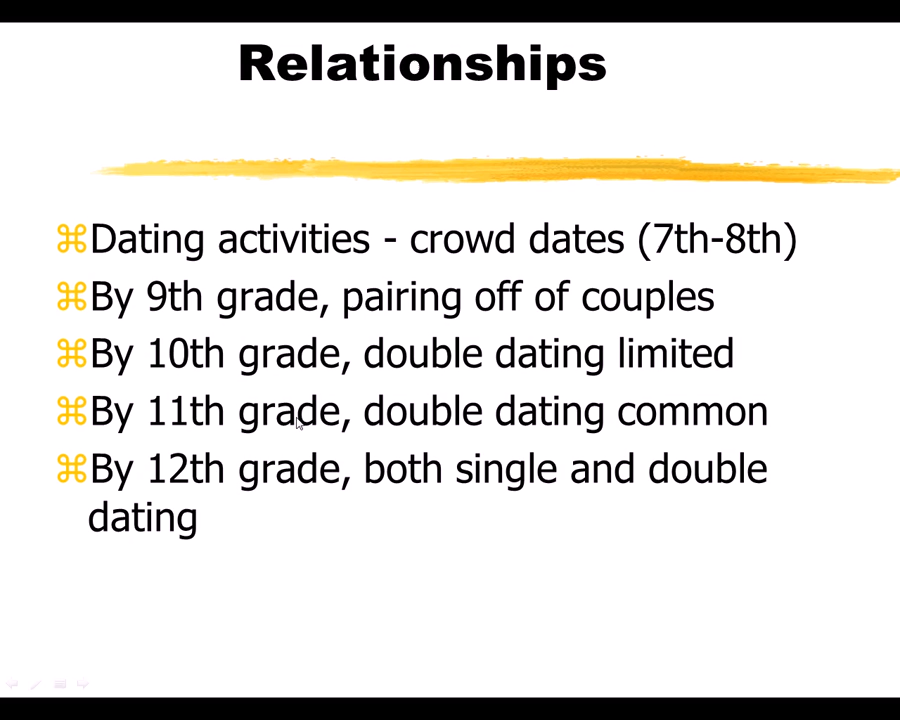 Relationships
⌘Dating activities - crowd dates (7th-8th)
⌘By 9th grade, pairing off of couples
⌘By 10th grade, double dating limited
⌘By 11th grade, double dating common
⌘By 12th grade, both single and double
dating